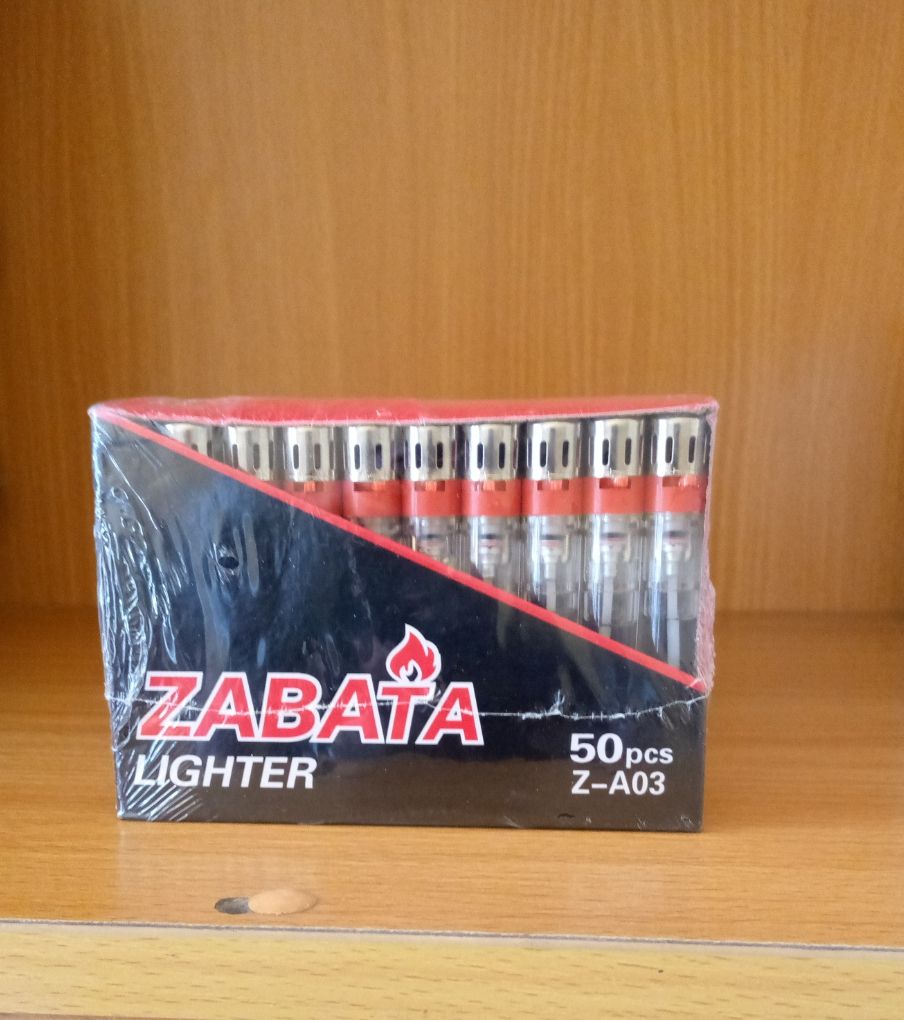 ZABATA
LIGHTER
50pcs
Z-A03